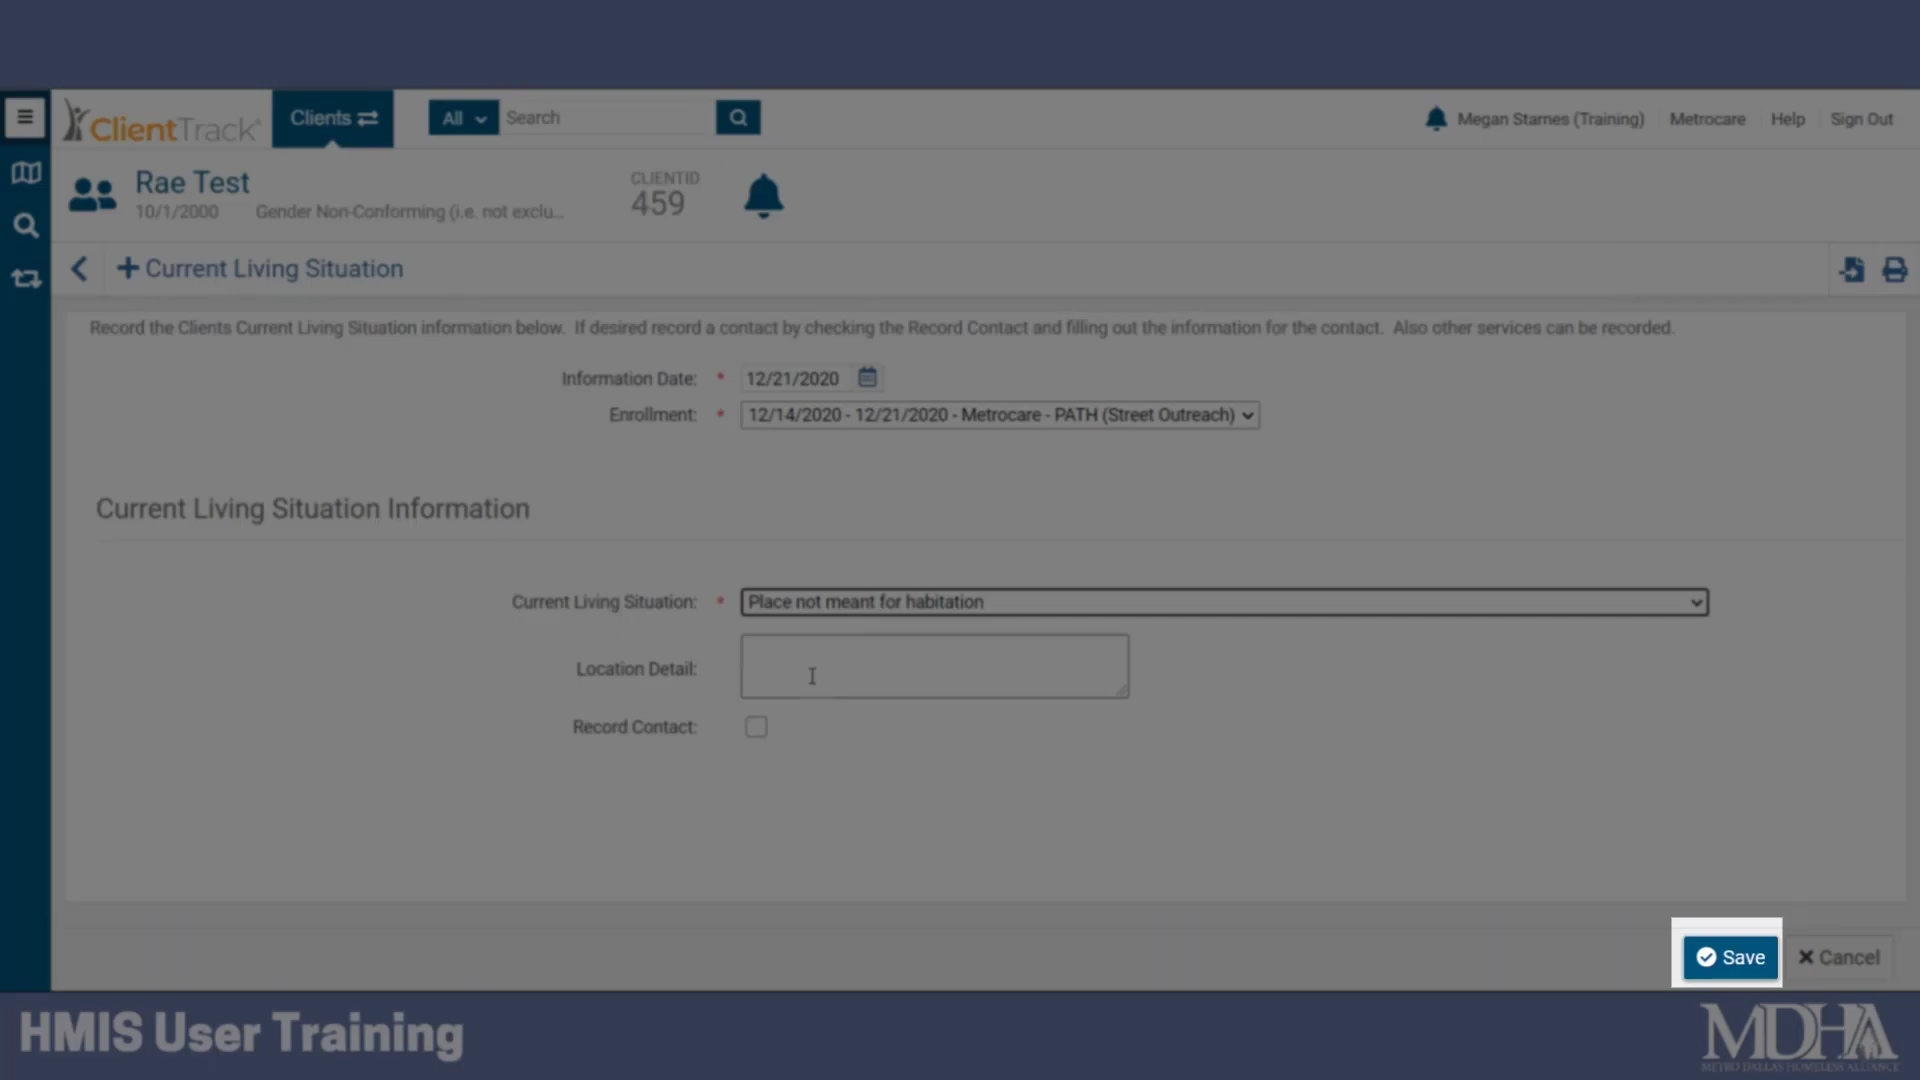 ClientTrack
Clients
All
Search
Megan Starnes (Training)
Metrocare
Help
Sign Out
Rae Test
10/1/2000
Gender Non-Conforming (i.e. not exclu...
CLIENTID
459
Current Living Situation
Record the Clients Current Living Situation information below. If desired record a contact by checking the Record Contact and filling out the information for the contact. Also other services can be recorded.
Information Date: * 12/21/2020
Enrollment: * 12/14/2020 - 12/21/2020 - Metrocare - PATH (Street Outreach)
Current Living Situation Information
Current Living Situation: * Place not meant for habitation
Location Detail:
Record Contact:
Save
Cancel
HMIS User Training
MDHA
METRO DALLAS HOMELESS ALLIANCE